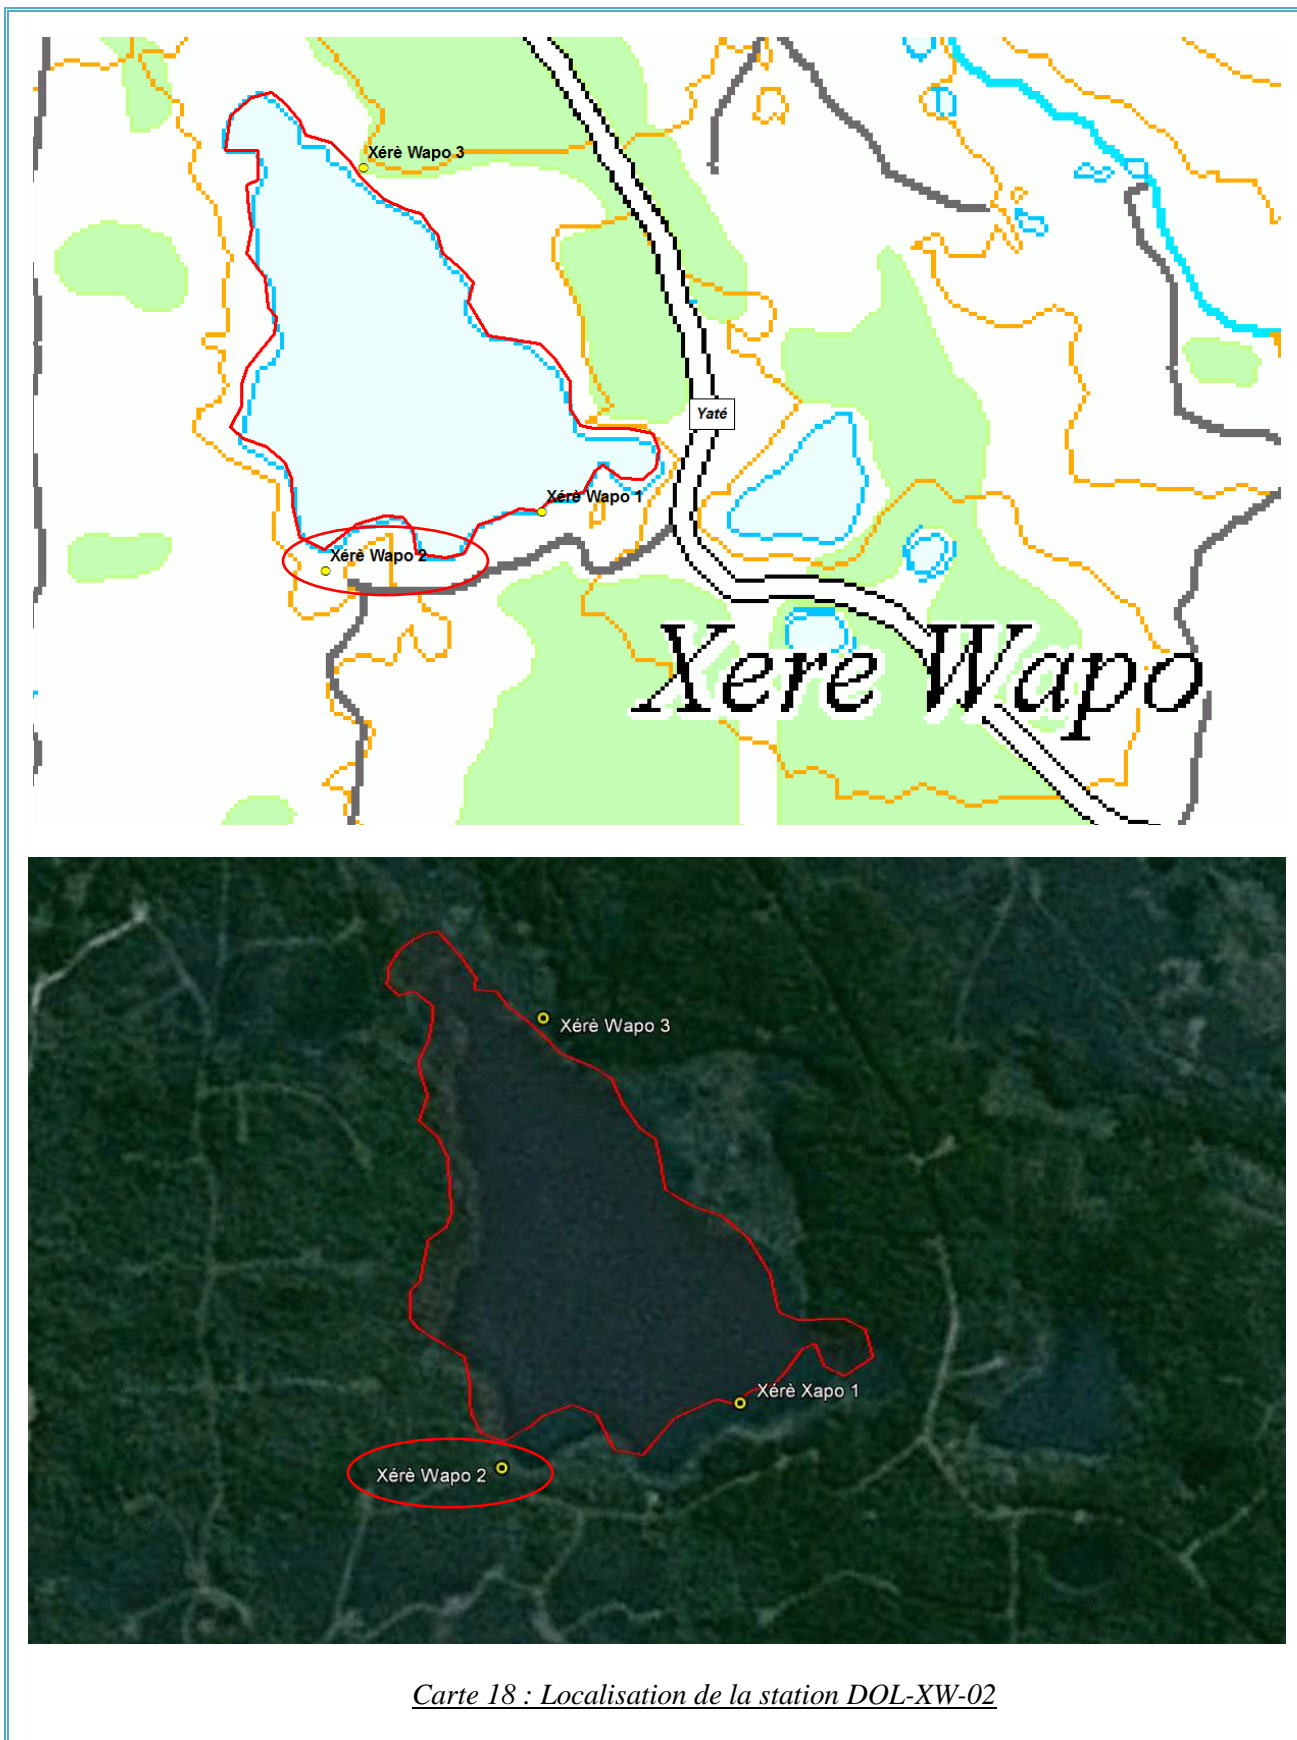 Xérè Wapo 3
Yaté
Xérè Wapo 1
Xérè Wapo 2
Xere Wapo
Xérè Wapo 3
Xérè Xapo 1
Xérè Wapo 2
Carte 18 : Localisation de la station DOL-XW-02